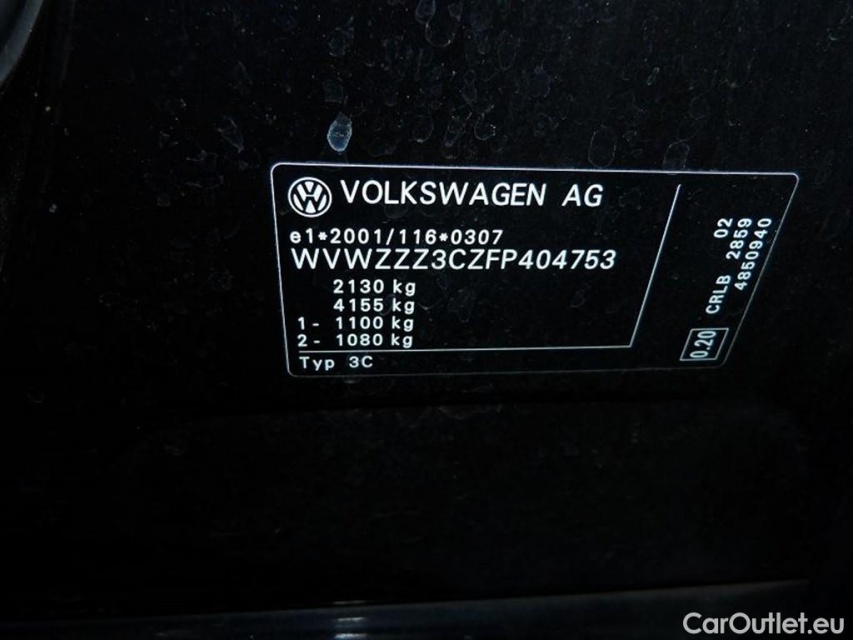 VOLKSWAGEN AG
e1*2001/116*0307
WVWZZZ3CZFP404753
2130 kg
4155 kg
1- 1100 kg
2- 1080 kg
Typ 3C
02
CRLB 2859
4850940
0.20
CarOutlet.eu